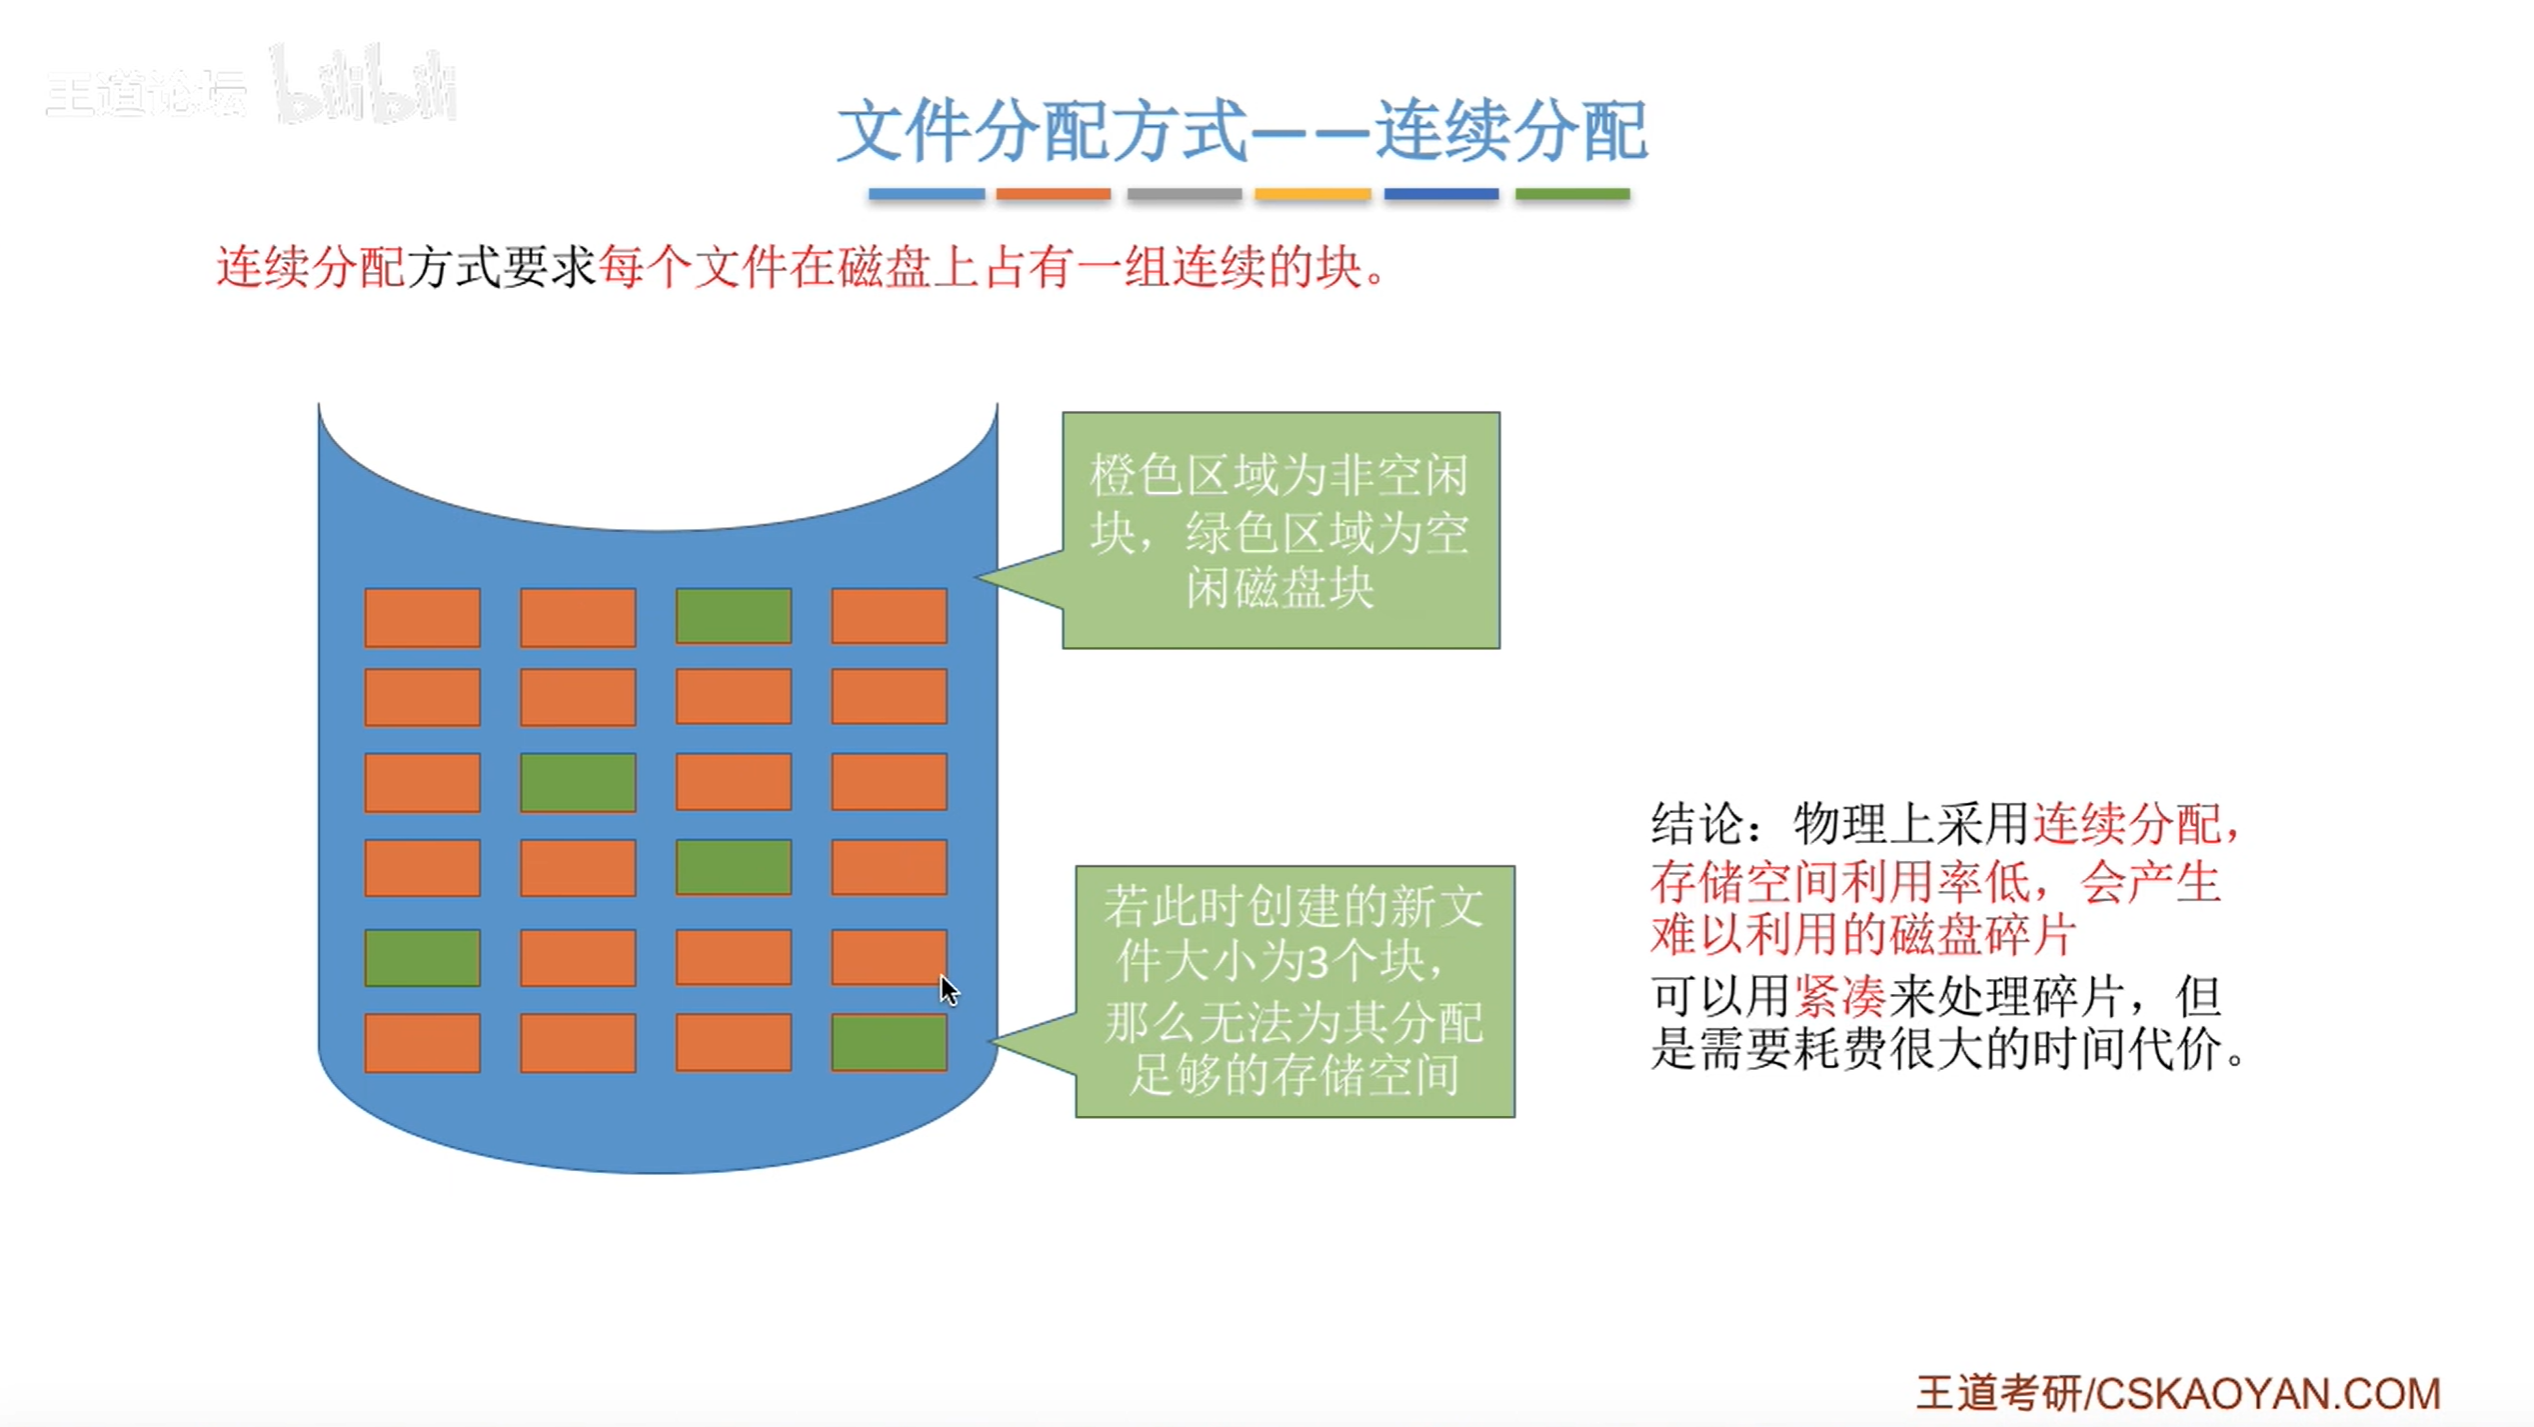 王道论坛 bilibili
文件分配方式——连续分配
连续分配方式要求每个文件在磁盘上占有一组连续的块。
橙色区域为非空闲
块，绿色区域为空
闲磁盘块
若此时创建的新文
件大小为3个块，
那么无法为其分配
足够的存储空间
结论：物理上采用连续分配，
存储空间利用率低，会产生
难以利用的磁盘碎片
可以用紧凑来处理碎片，但
是需要耗费很大的时间代价。
王道考研/CSKAOYAN.COM